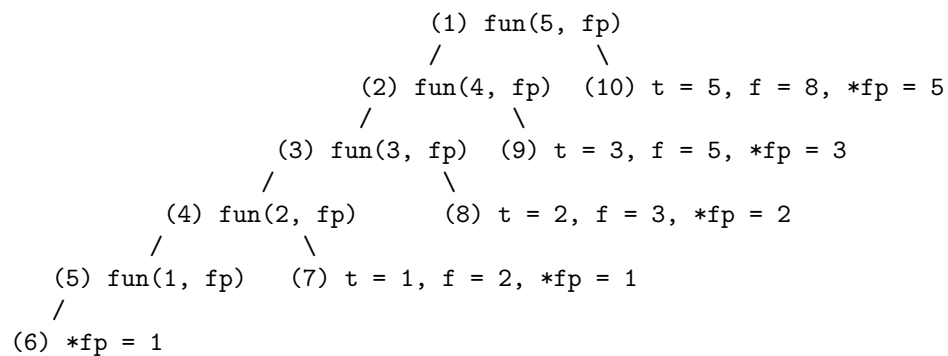 (1) fun(5, fp)
/ \
(2) fun(4, fp) (10) t = 5, f = 8, *fp = 5
/ \
(3) fun(3, fp) (9) t = 3, f = 5, *fp = 3
/ \
(4) fun(2, fp) (8) t = 2, f = 3, *fp = 2
/ \
(5) fun(1, fp) (7) t = 1, f = 2, *fp = 1
/
(6) *fp = 1